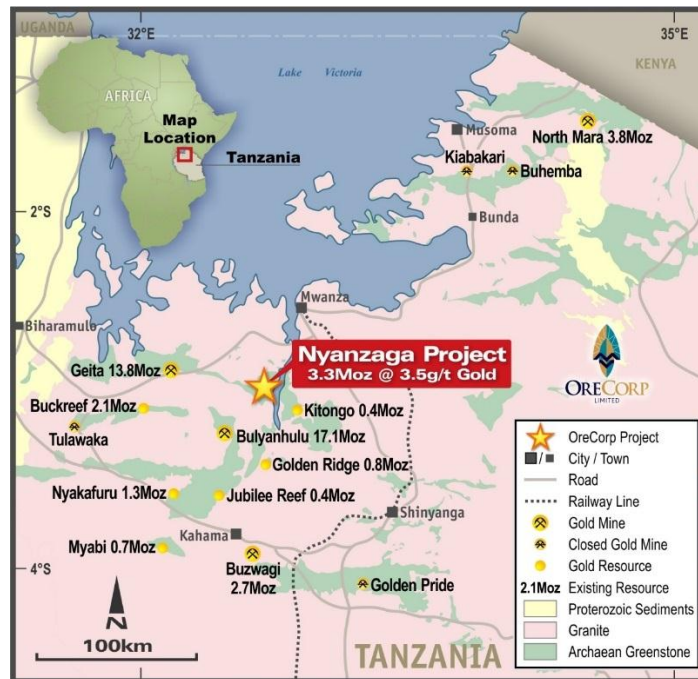 UGANDA
32°E
35°E
KENYA
Lake Victoria
AFRICA
Map
Location
Tanzania
Musoma
North Mara 3.8Moz
Kiabakari
Buhemba
2°S
Bunda
Mwanza
Biharamulo
Nyanzaga Project
3.3Moz @ 3.5g/t Gold
Geita 13.8Moz
ORECORP
LIMITED
Buckreef 2.1Moz
Kitongo 0.4Moz
Tulawaka
Bulyanhulu 17.1Moz
Golden Ridge 0.8Moz
Nyakafuru 1.3Moz
Jubilee Reef 0.4Moz
Shinyanga
Kahama
Myabi 0.7Moz
Buzwagi
2.7Moz
4°S
Golden Pride
N
100km
TANZANIA
OreCorp Project
/ City / Town
Road
Railway Line
Gold Mine
Closed Gold Mine
Gold Resource
2.1Moz Existing Resource
Proterozoic Sediments
Granite
Archaean Greenstone